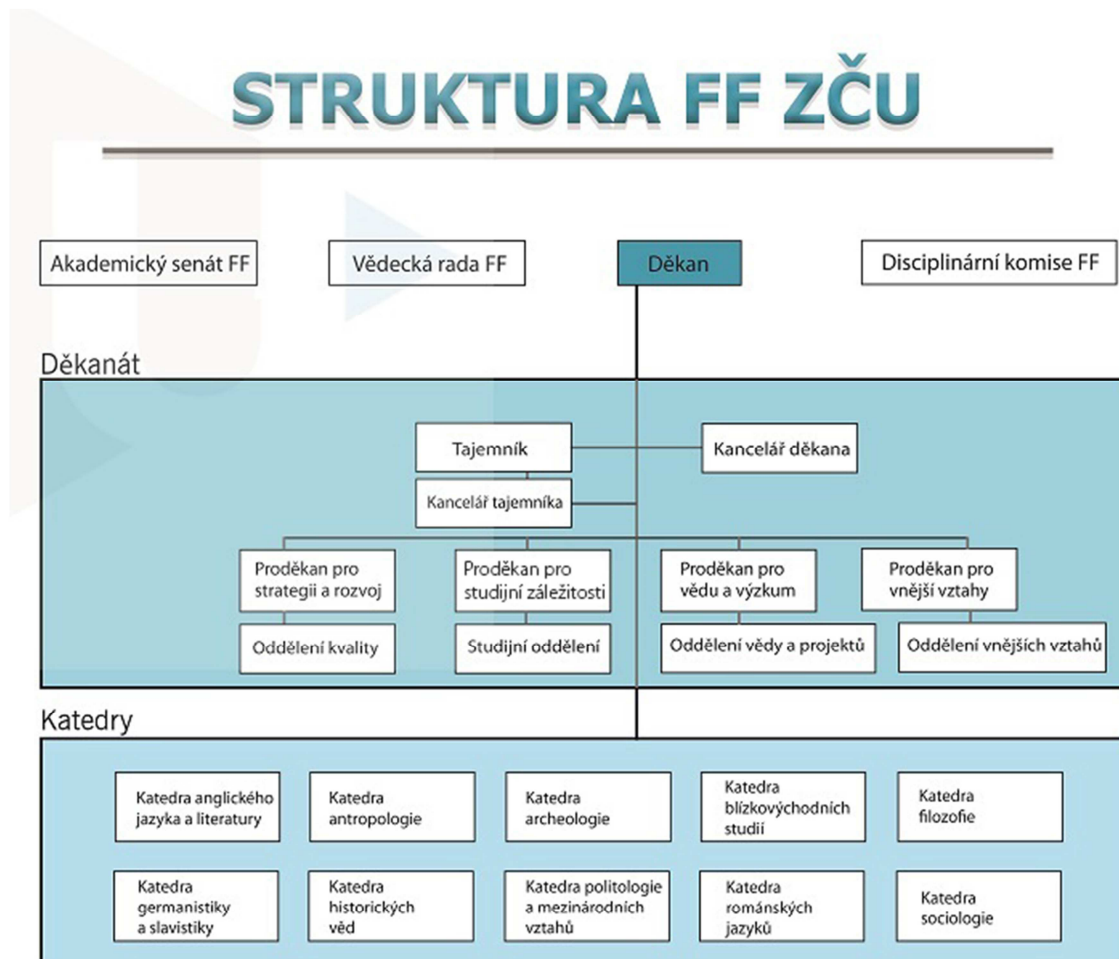 STRUKTURA FF ZČU
Akademický senát FF
Vědecká rada FF
Děkan
Disciplinární komise FF
Děkanát
Tajemník
Kancelář děkana
Kancelář tajemníka
Proděkan pro
strategii a rozvoj
Proděkan pro
studijní záležitosti
Proděkan pro
vědu a výzkum
Proděkan pro
vnější vztahy
Oddělení kvality
Studijní oddělení
Oddělení vědy a projektů
Oddělení vnějších vztahů
Katedry
Katedra anglického
jazyka a literatury
Katedra
antropologie
Katedra
archeologie
Katedra
blízkovýchodních
studií
Katedra
filozofie
Katedra
germanistiky
a slavistiky
Katedra
historických
věd
Katedra politologie
a mezinárodních
vztahů
Katedra
románských
jazyků
Katedra
sociologie